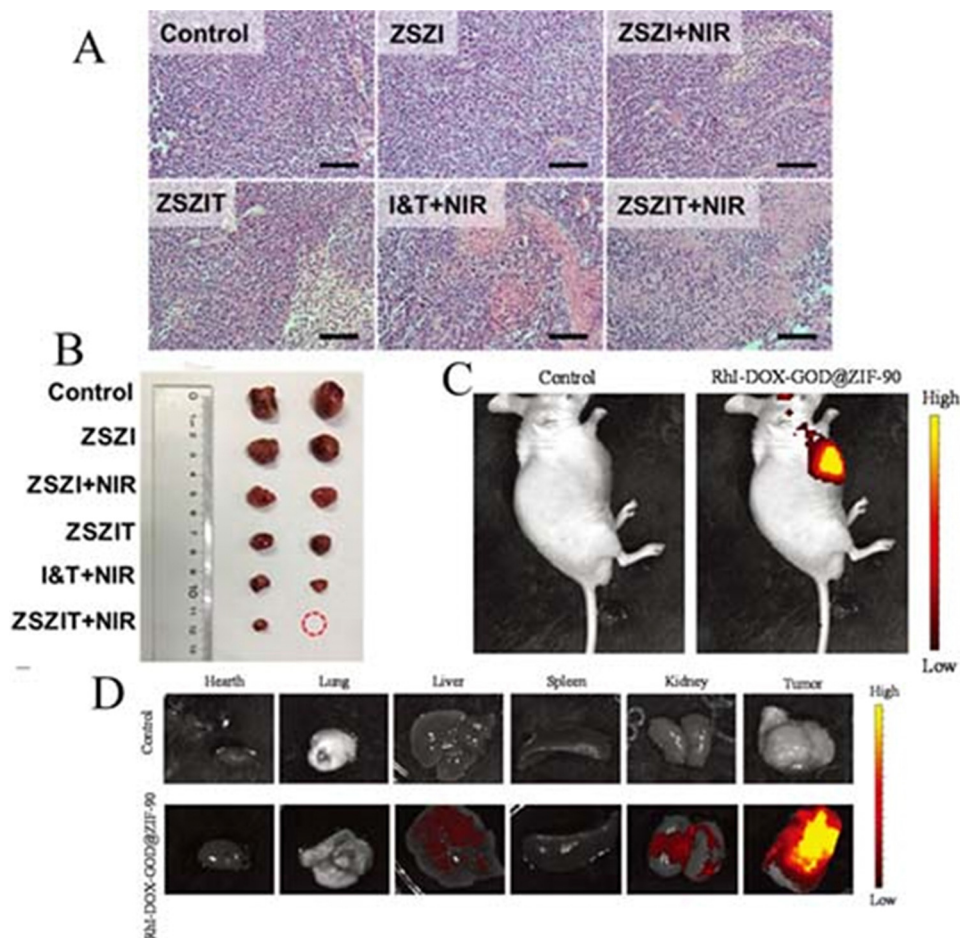 A
Control
ZSZI
ZSZI+NIR
ZSZIT
I&T+NIR
ZSZIT+NIR
B
Control
ZSZI
ZSZI+NIR
ZSZIT
I&T+NIR
ZSZIT+NIR
C
Control
RhI-DOX-GOD@ZIF-90
High
Low
D
Hearth
Lung
Liver
Spleen
Kidney
Tumor
Control
RhI-DOX-GOD@ZIF-90
High
Low